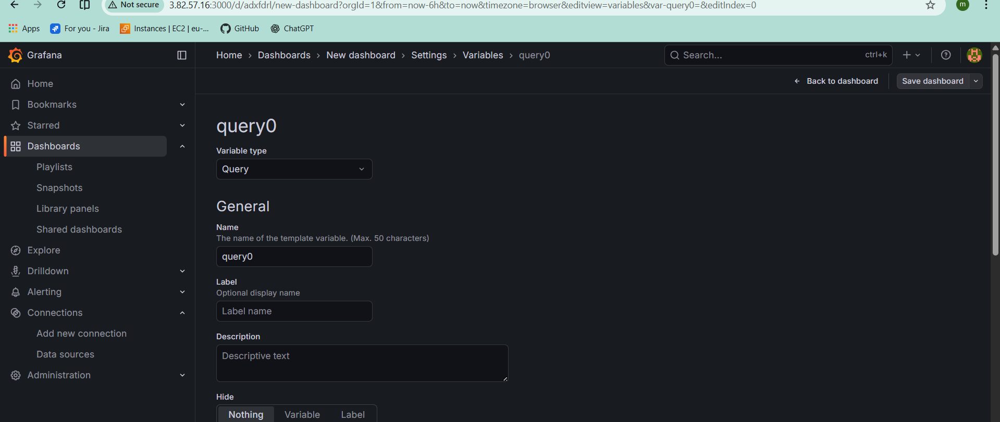 Not secure 3.82.57.16:3000/d/adxfdrl/new-dashboard?orgId=1&from=now-6h&to=now&timezone=browser&editview=variables&var-query0=&editIndex=0 m
Apps For you - Jira Instances | EC2 | eu-... GitHub ChatGPT
Grafana Home › Dashboards › New dashboard › Settings › Variables › query0 Search... ctrl+k
Back to dashboard Save dashboard
Home
Bookmarks
Starred
Dashboards
Playlists
Snapshots
Library panels
Shared dashboards
Explore
Drilldown
Alerting
Connections
Add new connection
Data sources
Administration
query0
Variable type
Query
General
Name
The name of the template variable. (Max. 50 characters)
query0
Label
Optional display name
Label name
Description
Descriptive text
Hide
Nothing Variable Label